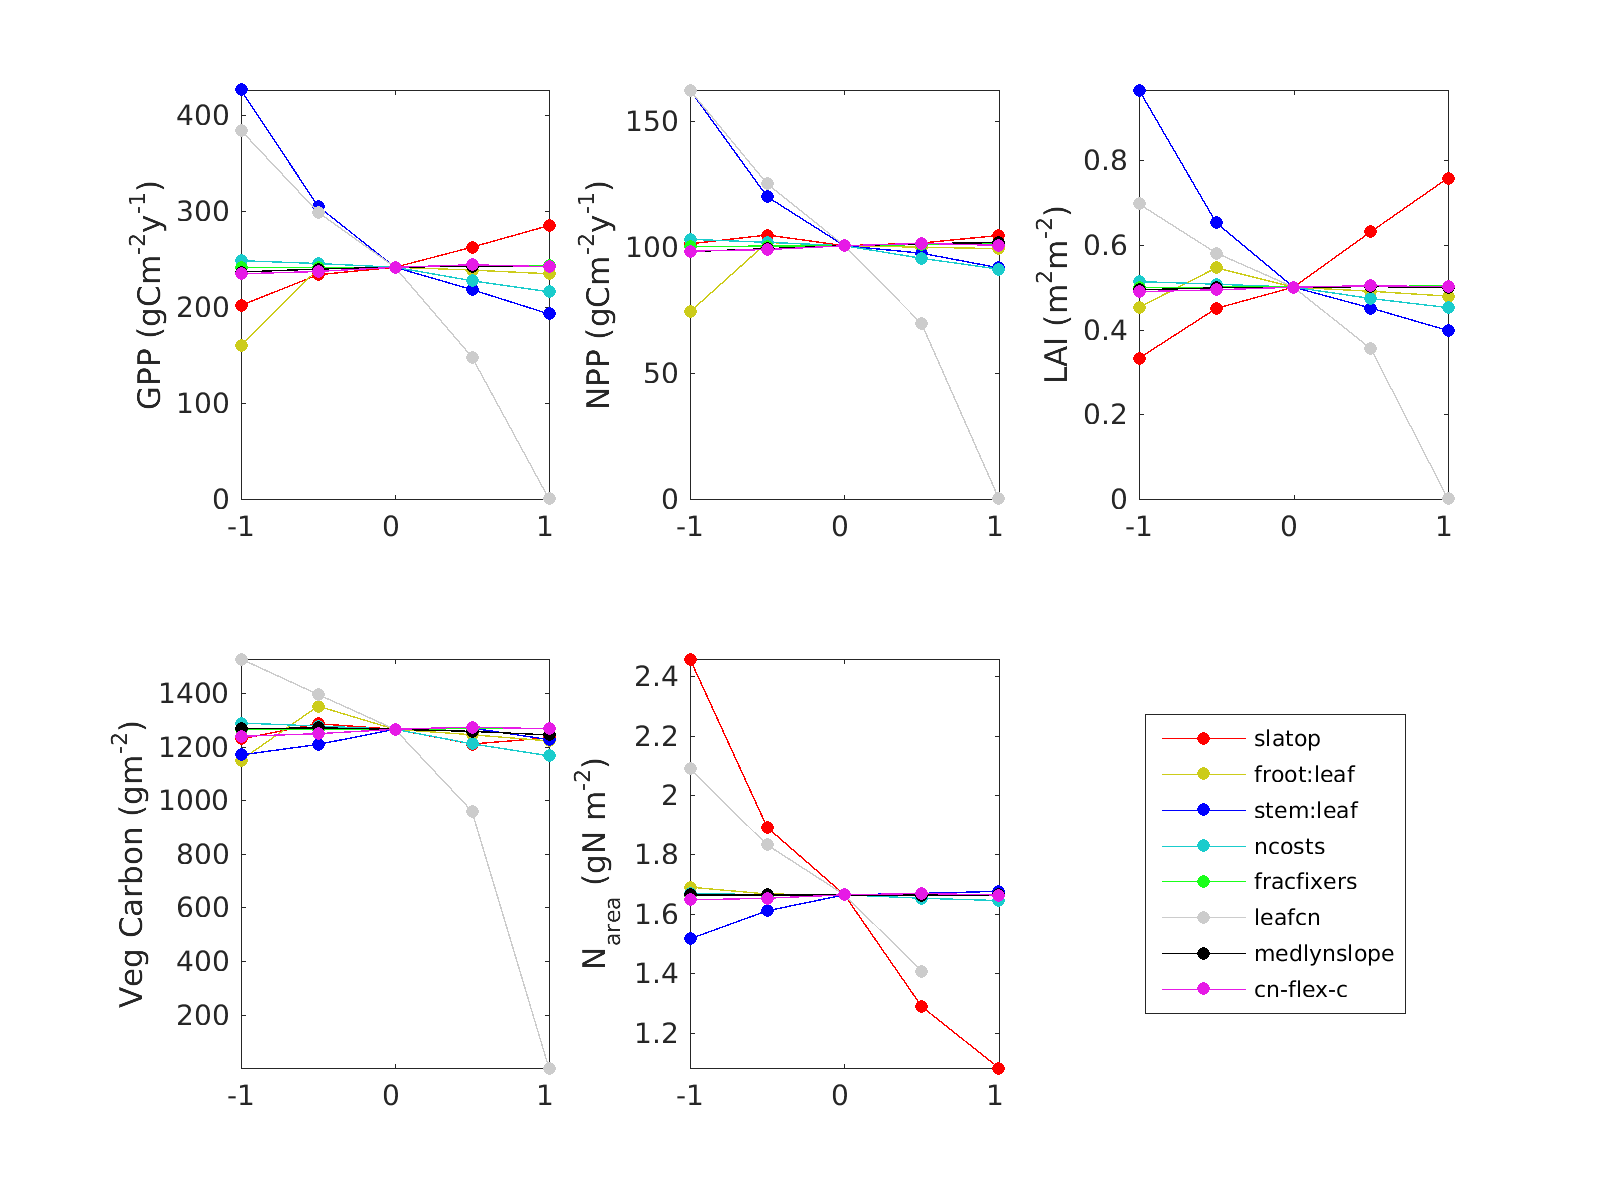 400
300
200
100
0
-1 0 1
GPP (gCm⁻²y⁻¹)
150
100
50
0
-1 0 1
NPP (gCm⁻²y⁻¹)
0.8
0.6
0.4
0.2
0
-1 0 1
LAI (m²m⁻²)
1400
1200
1000
800
600
400
200
-1 0 1
Veg Carbon (gm⁻²)
2.4
2.2
2
1.8
1.6
1.4
1.2
-1 0 1
N_area (gN m⁻²)
slatop
froot:leaf
stem:leaf
ncosts
fracfixers
leafcn
medlynslope
cn-flex-c